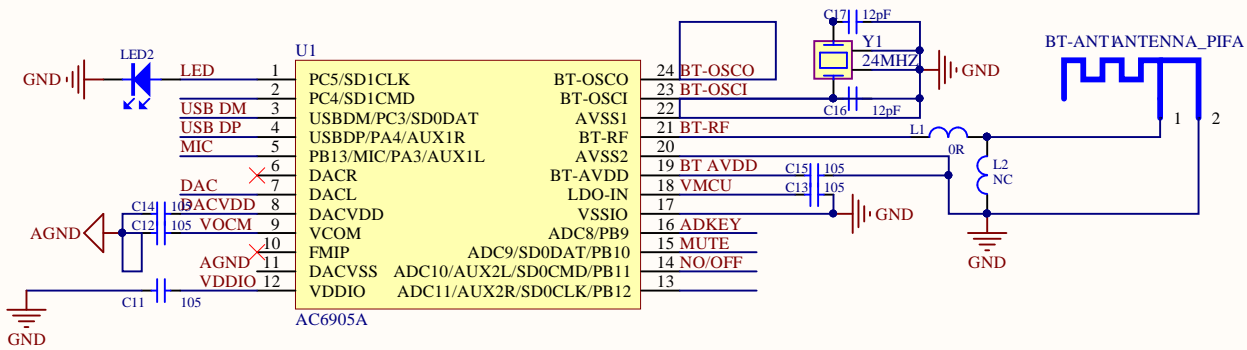 C17 12pF
BT-ANT1 ANTENNA_PIFA
U1
Y1
24MHZ
LED2
GND
LED 1 PC5/SD1CLK BT-OSCO 24 BT-OSCO
GND
2 PC4/SD1CMD BT-OSCI 23 BT-OSCI
C16 12pF
USB DM 3 USBDM/PC3/SD0DAT AVSS1 22
1 2
USB DP 4 USBDP/PA4/AUX1R BT-RF 21 BT-RF
L1 0R
MIC 5 PB13/MIC/PA3/AUX1L AVSS2 20
L2
NC
6 DACR BT-AVDD 19 BT AVDD C15 105
DAC 7 DACL LDO-IN 18 VMCU C13 105
C14 105 DACVDD 8 DACVDD VSSIO 17
GND
AGND
C12 105 VOCM 9 VCOM ADC8/PB9 16 ADKEY
10 FMIP ADC9/SD0DAT/PB10 15 MUTE
GND
AGND 11 DACVSS ADC10/AUX2L/SD0CMD/PB11 14 NO/OFF
VDDIO 12 VDDIO ADC11/AUX2R/SD0CLK/PB12 13
C11 105
AC6905A
GND